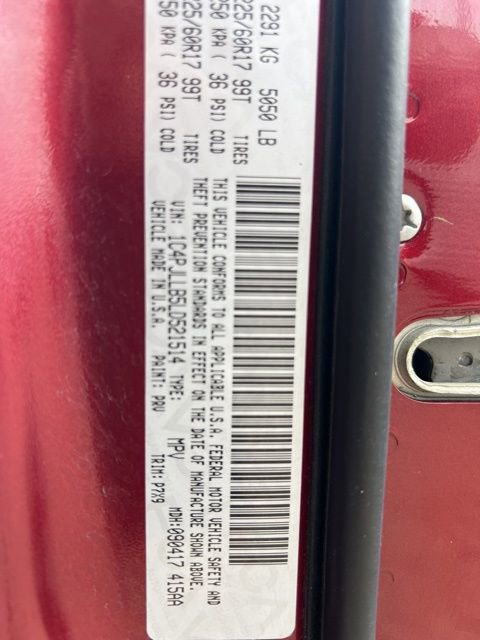 2291 KG 5050 LB
225/60R17 99T TIRES
250 KPA ( 36 PSI) COLD
225/60R17 99T TIRES
250 KPA ( 36 PSI) COLD
THIS VEHICLE CONFORMS TO ALL APPLICABLE U.S.A. FEDERAL MOTOR VEHICLE SAFETY AND
THEFT PREVENTION STANDARDS IN EFFECT ON THE DATE OF MANUFACTURE SHOWN ABOVE.
VIN: 1C4PJLLB5LD521514 TYPE: MPV MDH:090417 415AA
VEHICLE MADE IN U.S.A. PAINT: PRV TRIM: P7X9